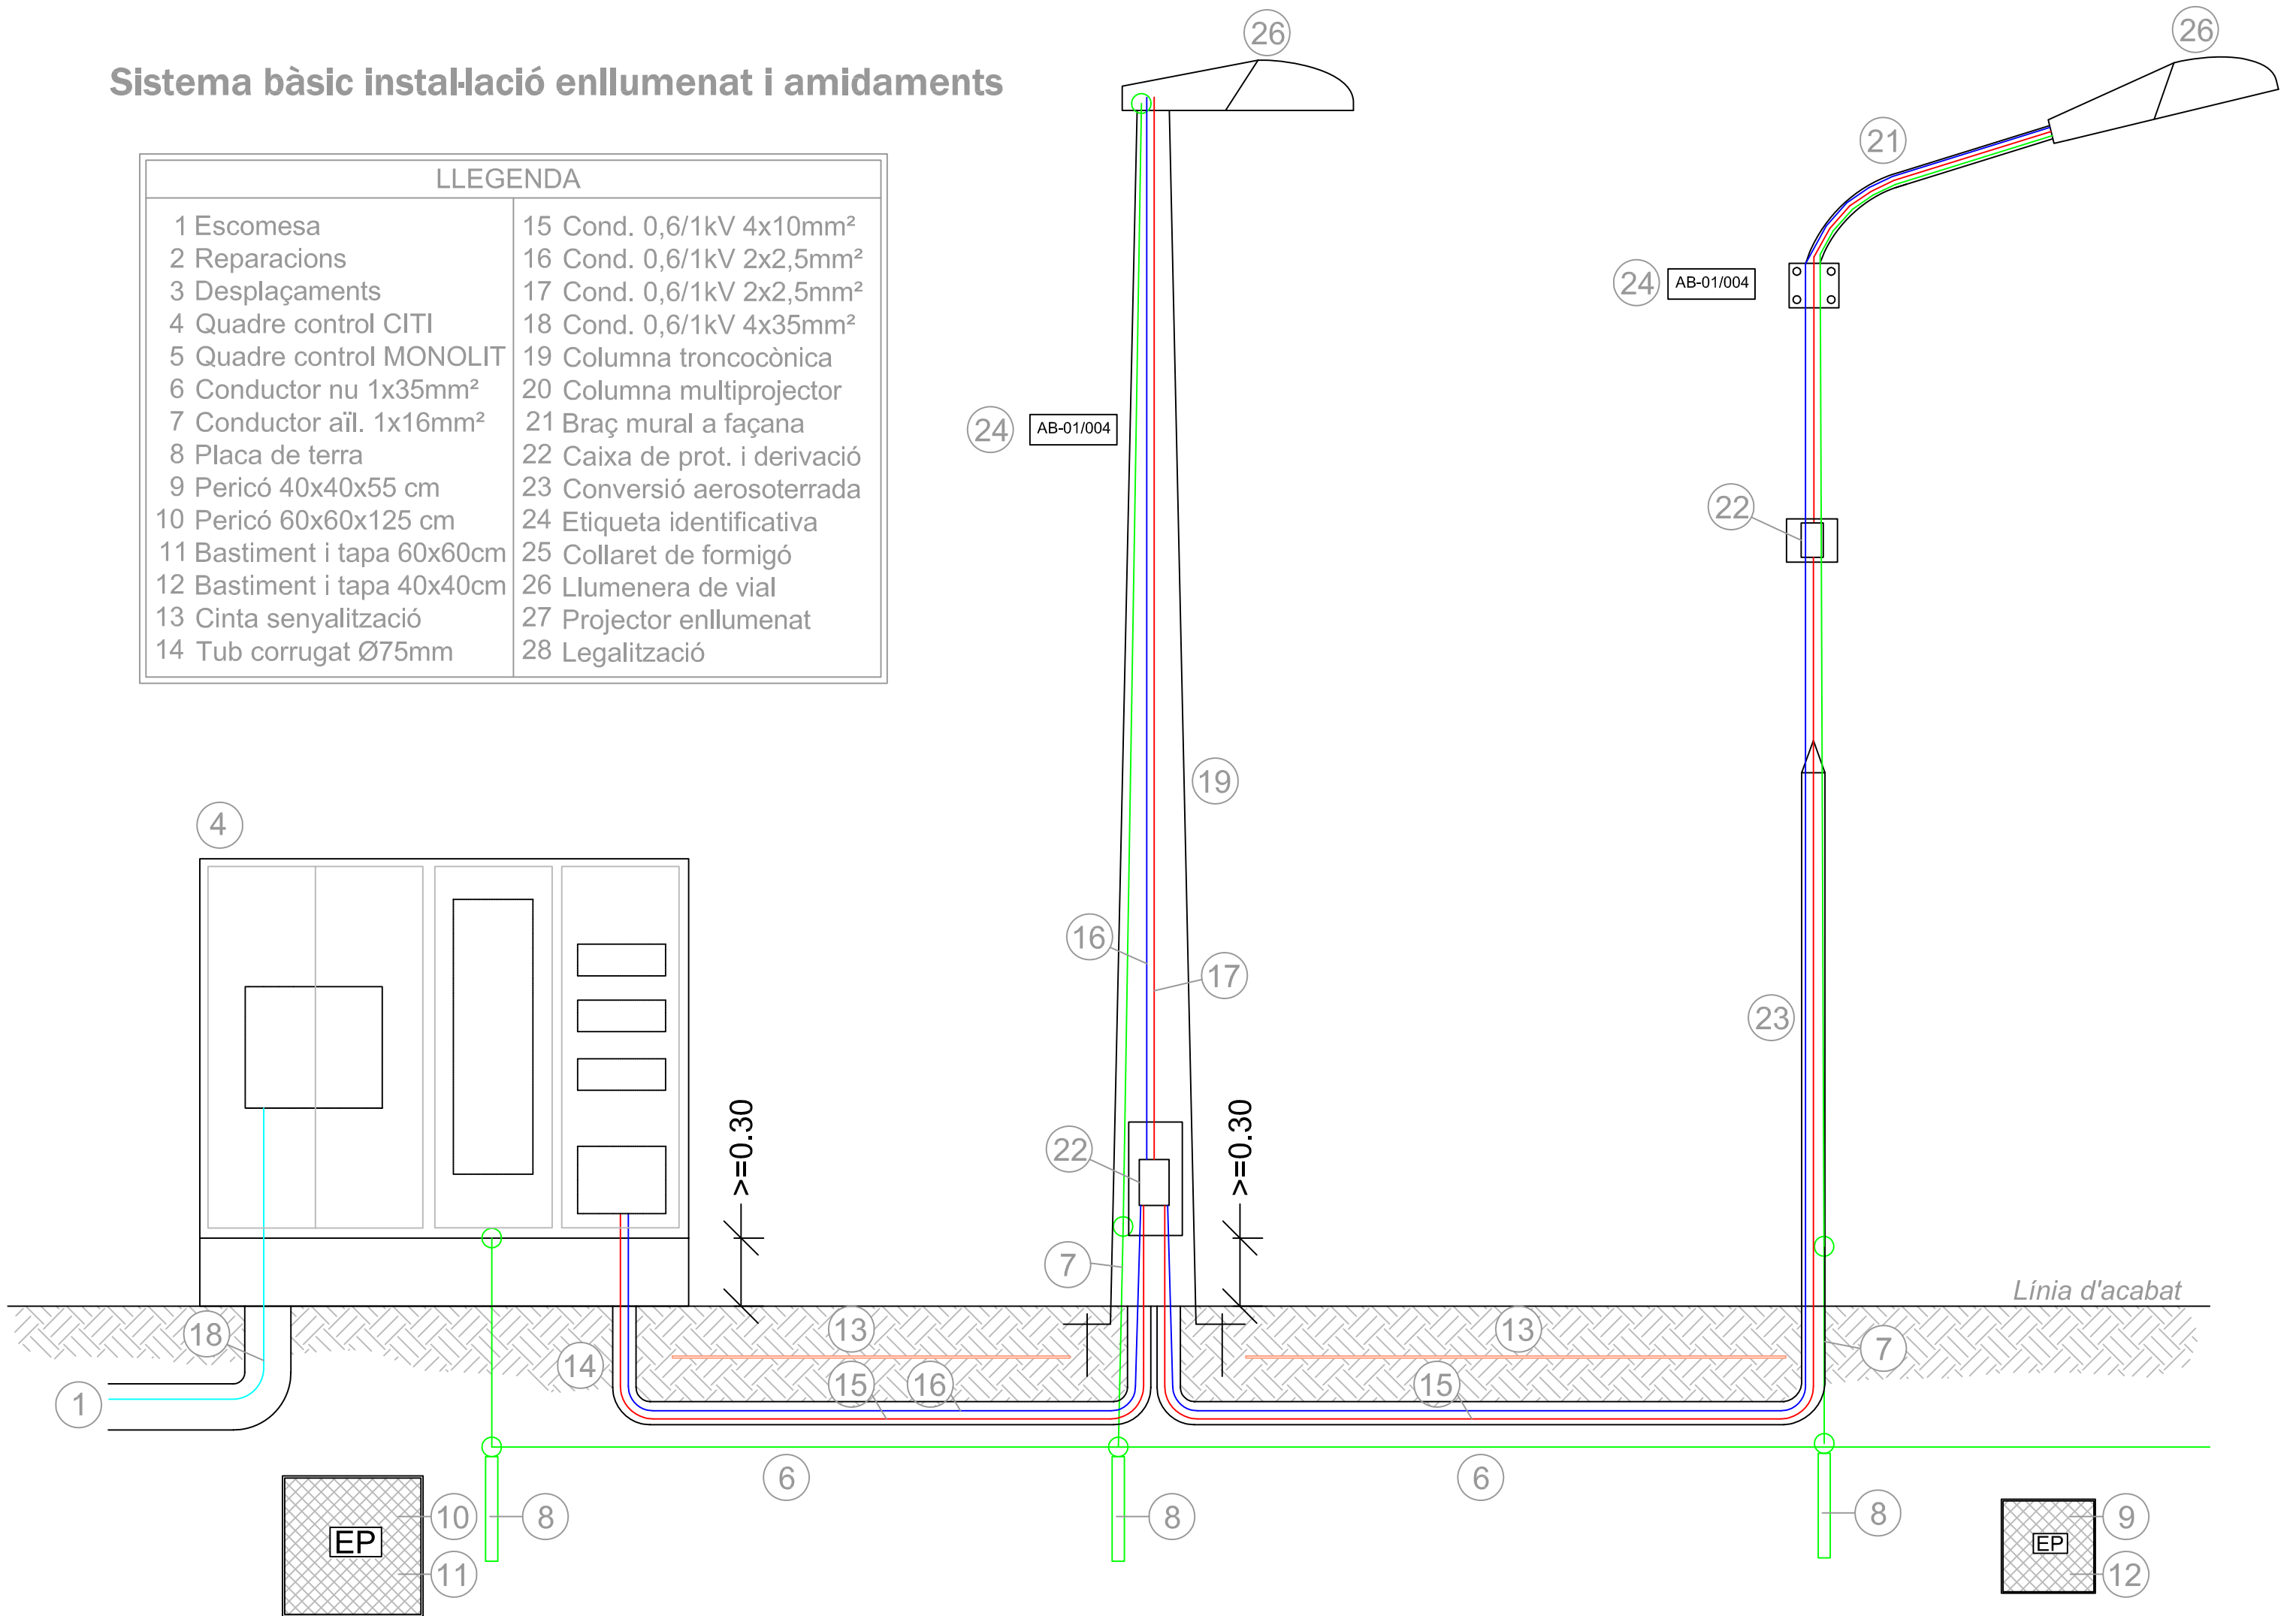 Sistema bàsic instal·lació enllumenat i amidaments
LLEGENDA
1 Escomesa
2 Reparacions
3 Desplaçaments
4 Quadre control CITI
5 Quadre control MONOLIT
6 Conductor nu 1x35mm²
7 Conductor aïl. 1x16mm²
8 Placa de terra
9 Pericó 40x40x55 cm
10 Pericó 60x60x125 cm
11 Bastiment i tapa 60x60cm
12 Bastiment i tapa 40x40cm
13 Cinta senyalització
14 Tub corrugat Ø75mm
15 Cond. 0,6/1kV 4x10mm²
16 Cond. 0,6/1kV 2x2,5mm²
17 Cond. 0,6/1kV 2x2,5mm²
18 Cond. 0,6/1kV 4x35mm²
19 Columna troncocònica
20 Columna multiprojector
21 Braç mural a façana
22 Caixa de prot. i derivació
23 Conversió aerosoterrada
24 Etiqueta identificativa
25 Collaret de formigó
26 Llumenera de vial
27 Projector enllumenat
28 Legalització
26
26
21
24 AB-01/004
24 AB-01/004
22
19
4
16
17
23
>=0.30
>=0.30
22
7
Línia d'acabat
18
13
13
7
14
15
16
15
1
6
6
10
8
8
8
9
EP
EP
11
12